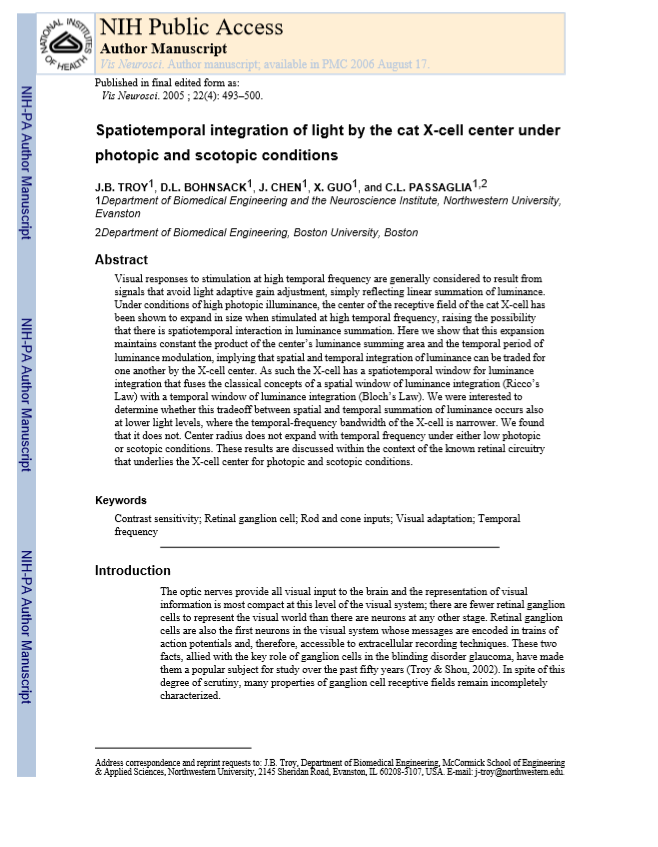 NIH Public Access
Author Manuscript
Vis Neurosci. Author manuscript; available in PMC 2006 August 17.
NATIONAL INSTITUTES OF HEALTH
NIH-PA Author Manuscript
NIH-PA Author Manuscript
NIH-PA Author Manuscript
Published in final edited form as:
Vis Neurosci. 2005 ; 22(4): 493–500.
Spatiotemporal integration of light by the cat X-cell center under
photopic and scotopic conditions
J.B. TROY1, D.L. BOHNSACK1, J. CHEN1, X. GUO1, and C.L. PASSAGLIA1,2
1Department of Biomedical Engineering and the Neuroscience Institute, Northwestern University,
Evanston
2Department of Biomedical Engineering, Boston University, Boston
Abstract
Visual responses to stimulation at high temporal frequency are generally considered to result from
signals that avoid light adaptive gain adjustment, simply reflecting linear summation of luminance.
Under conditions of high photopic illuminance, the center of the receptive field of the cat X-cell has
been shown to expand in size when stimulated at high temporal frequency, raising the possibility
that there is spatiotemporal interaction in luminance summation. Here we show that this expansion
maintains constant the product of the center's luminance summing area and the temporal period of
luminance modulation, implying that spatial and temporal integration of luminance can be traded for
one another by the X-cell center. As such the X-cell has a spatiotemporal window for luminance
integration that fuses the classical concepts of a spatial window of luminance integration (Ricco's
Law) with a temporal window of luminance integration (Bloch's Law). We were interested to
determine whether this tradeoff between spatial and temporal summation of luminance occurs also
at lower light levels, where the temporal-frequency bandwidth of the X-cell is narrower. We found
that it does not. Center radius does not expand with temporal frequency under either low photopic
or scotopic conditions. These results are discussed within the context of the known retinal circuitry
that underlies the X-cell center for photopic and scotopic conditions.
Keywords
Contrast sensitivity; Retinal ganglion cell; Rod and cone inputs; Visual adaptation; Temporal
frequency
Introduction
The optic nerves provide all visual input to the brain and the representation of visual
information is most compact at this level of the visual system; there are fewer retinal ganglion
cells to represent the visual world than there are neurons at any other stage. Retinal ganglion
cells are also the first neurons in the visual system whose messages are encoded in trains of
action potentials and, therefore, accessible to extracellular recording techniques. These two
facts, allied with the key role of ganglion cells in the blinding disorder glaucoma, have made
them a popular subject for study over the past fifty years (Troy & Shou, 2002). In spite of this
degree of scrutiny, many properties of ganglion cell receptive fields remain incompletely
characterized.
Address correspondence and reprint requests to: J.B. Troy, Department of Biomedical Engineering, McCormick School of Engineering
& Applied Sciences, Northwestern University, 2145 Sheridan Road, Evanston, IL 60208-3107, USA. E-mail: j-troy@northwestern.edu.